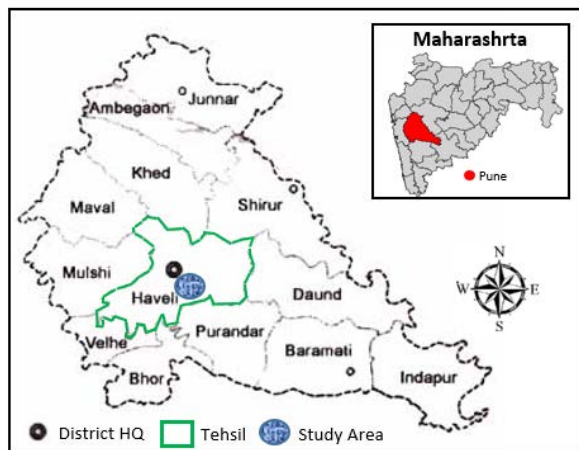 Maharashrta
Pune
Junnar
Ambegaon
Khed
Shirur
Maval
Mulshi
Haveli
Daund
Velhe
Purandar
Baramati
Bhor
Indapur
N
W E
S
District HQ Tehsil Study Area